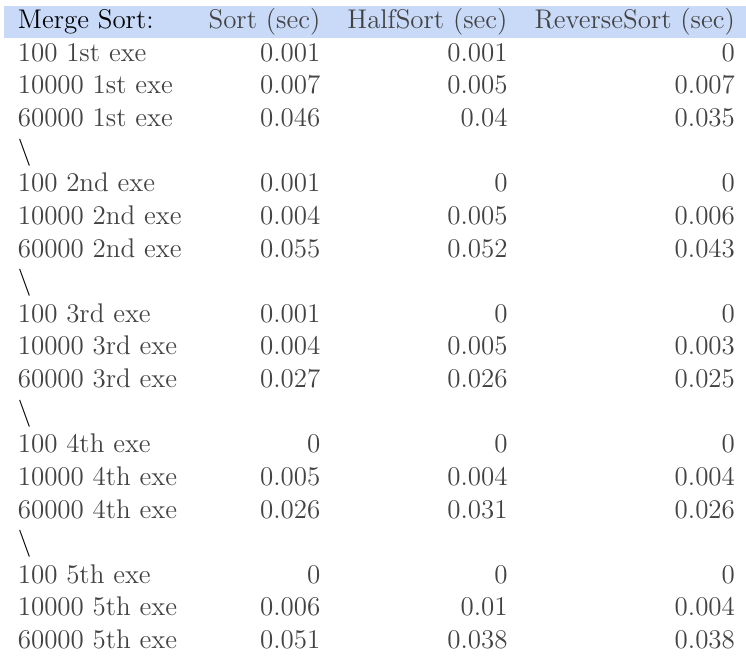 Merge Sort: Sort (sec) HalfSort (sec) ReverseSort (sec)
100 1st exe 0.001 0.001 0
10000 1st exe 0.007 0.005 0.007
60000 1st exe 0.046 0.04 0.035
\
100 2nd exe 0.001 0 0
10000 2nd exe 0.004 0.005 0.006
60000 2nd exe 0.055 0.052 0.043
\
100 3rd exe 0.001 0 0
10000 3rd exe 0.004 0.005 0.003
60000 3rd exe 0.027 0.026 0.025
\
100 4th exe 0 0 0
10000 4th exe 0.005 0.004 0.004
60000 4th exe 0.026 0.031 0.026
\
100 5th exe 0 0 0
10000 5th exe 0.006 0.01 0.004
60000 5th exe 0.051 0.038 0.038